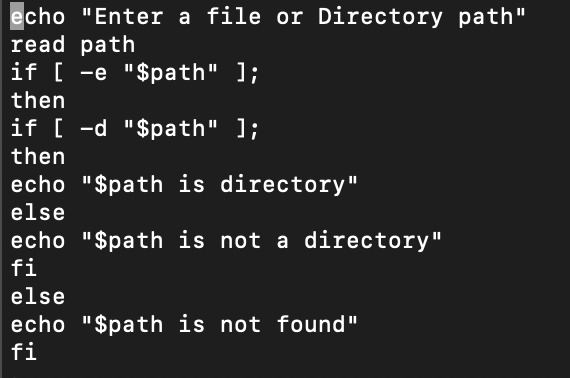 echo "Enter a file or Directory path"
read path
if [ -e "$path" ];
then
if [ -d "$path" ];
then
echo "$path is directory"
else
echo "$path is not a directory"
fi
else
echo "$path is not found"
fi